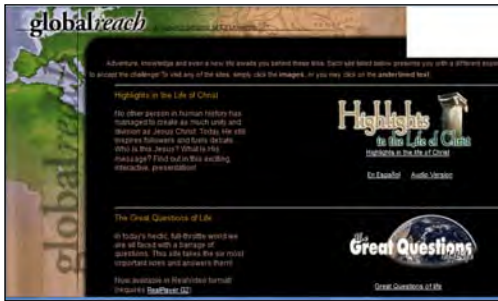 globalreach
Adventure, knowledge and even a new life awaits you behind these links. Each site listed below presents you with a different
to accept the challenge! To visit any of the sites, simply click the images, or you may click on the underlined text.
Highlights in the Life of Christ
No other person in human history has
managed to create as much unity and
division as Jesus Christ. Today, He still
inspires followers and fuels debate.
Who is this Jesus? What is His
message? Find out in this exciting,
interactive, presentation!
Highlights
in the Life of Christ
Highlights in the life of Christ
En Español Audio Version
globalreach
The Great Questions of Life
In today's hectic, full-throttle world we
are all faced with a barrage of
questions. This site takes the six most
important ones and answers them!
Now available in RealVideo format!
(requires RealPlayer G2)
The
Great Questions
Great Questions of life